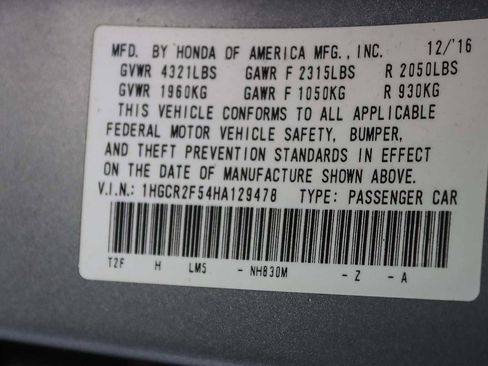 MFD. BY HONDA OF AMERICA MFG., INC. 12/'16
GVWR 4321LBS GAWR F 2315LBS R 2050LBS
GVWR 1960KG GAWR F 1050KG R 930KG
THIS VEHICLE CONFORMS TO ALL APPLICABLE
FEDERAL MOTOR VEHICLE SAFETY, BUMPER,
AND THEFT PREVENTION STANDARDS IN EFFECT
ON THE DATE OF MANUFACTURE SHOWN ABOVE.
V.I.N.: 1HGCR2F54HA129478 TYPE: PASSENGER CAR
T2F H LM5 - NH830M - Z - A